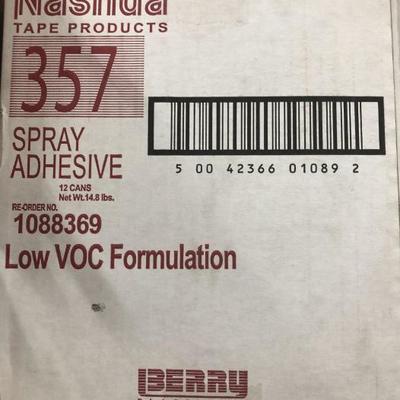 Nashua
TAPE PRODUCTS
357
SPRAY
ADHESIVE
12 CANS
Net Wt.14.8 lbs.
RE-ORDER NO.
1088369
Low VOC Formulation
5 00 42366 01089 2
BERRY